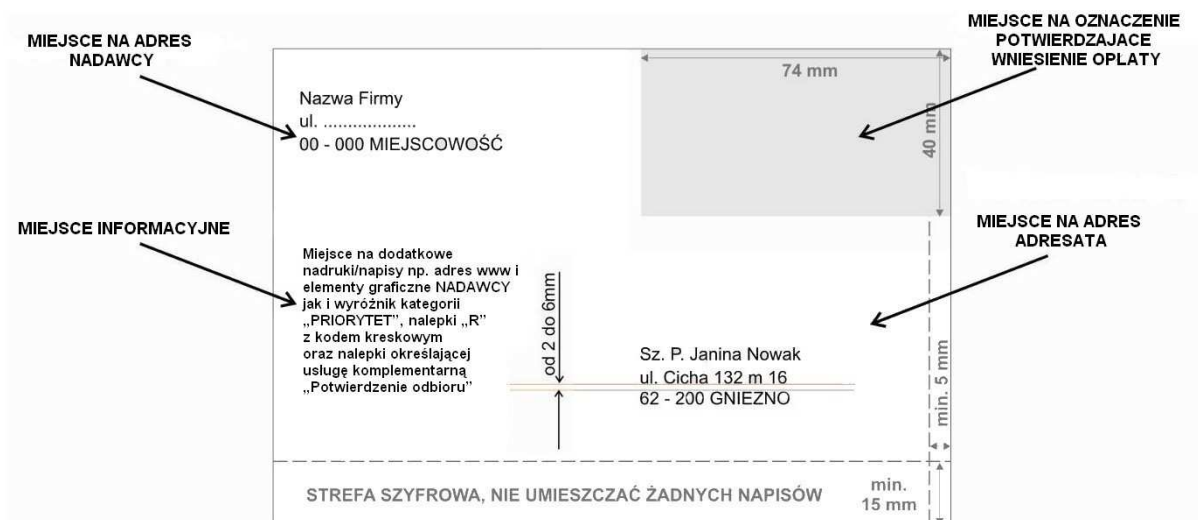 MIEJSCE NA ADRES
NADAWCY
MIEJSCE NA OZNACZENIE
POTWIERDZAJACE
WNIESIENIE OPLATY
74 mm
40 mm
Nazwa Firmy
ul. ...................
00 - 000 MIEJSCOWOŚĆ
MIEJSCE INFORMACYJNE
MIEJSCE NA ADRES
ADRESATA
Miejsce na dodatkowe
nadruki/napisy np. adres www i
elementy graficzne NADAWCY
jak i wyróżnik kategorii
„PRIORYTET”, nalepki „R”
z kodem kreskowym
oraz nalepki określającej
usługę komplementarną
„Potwierdzenie odbioru”
od 2 do 6mm
Sz. P. Janina Nowak
ul. Cicha 132 m 16
62 - 200 GNIEZNO
min. 5 mm
STREFA SZYFROWA, NIE UMIESZCZAĆ ŻADNYCH NAPISÓW
min.
15 mm